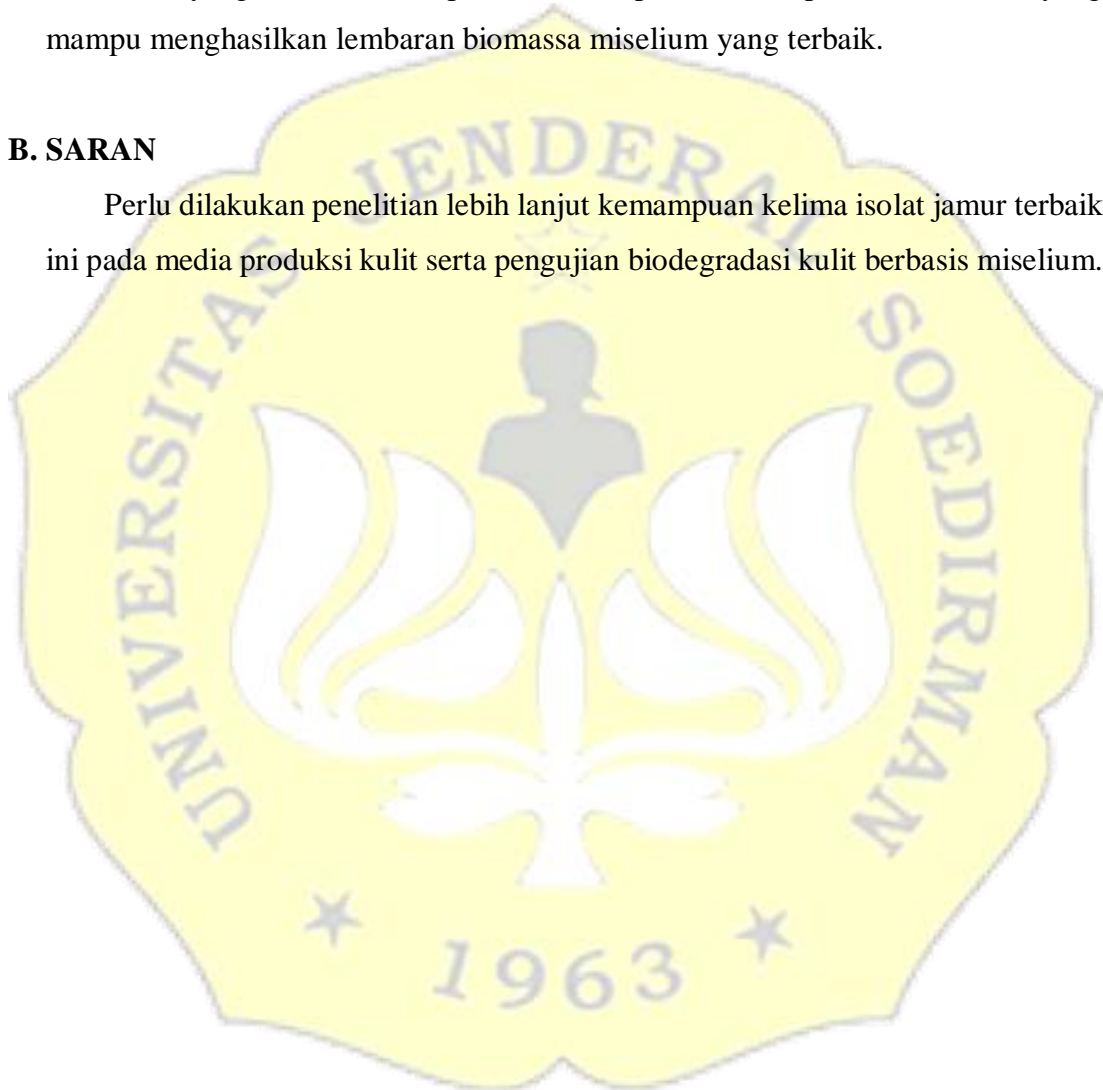 mampu menghasilkan lembaran biomassa miselium yang terbaik.
B. SARAN
Perlu dilakukan penelitian lebih lanjut kemampuan kelima isolat jamur terbaik
ini pada media produksi kulit serta pengujian biodegradasi kulit berbasis miselium.
UNIVERSITAS JENDERAL SOEDIRMAN
1963